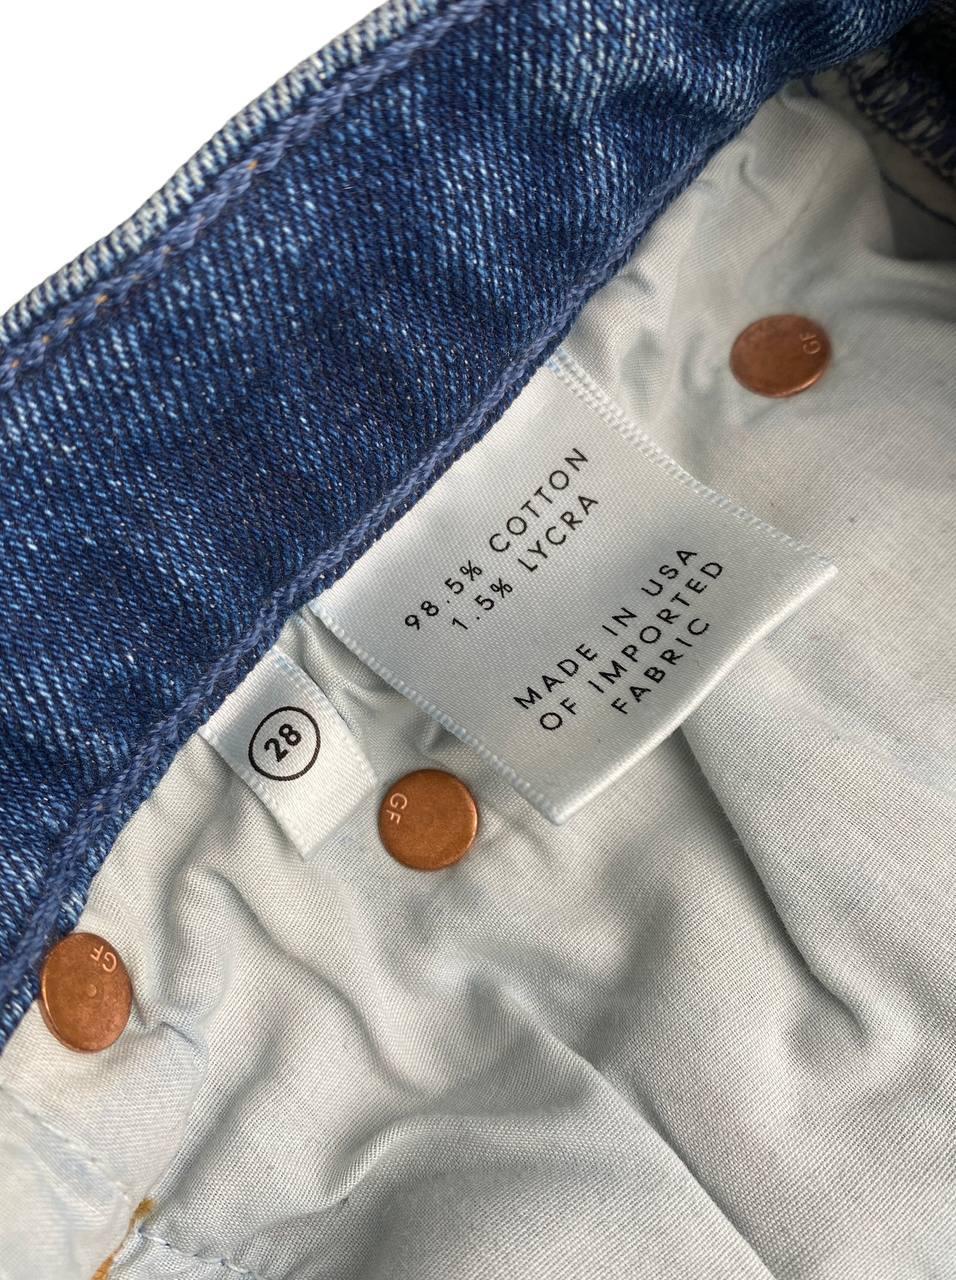 98.5% COTTON
1.5% LYCRA
MADE IN USA
OF IMPORTED
FABRIC
28
GF
GF
GF